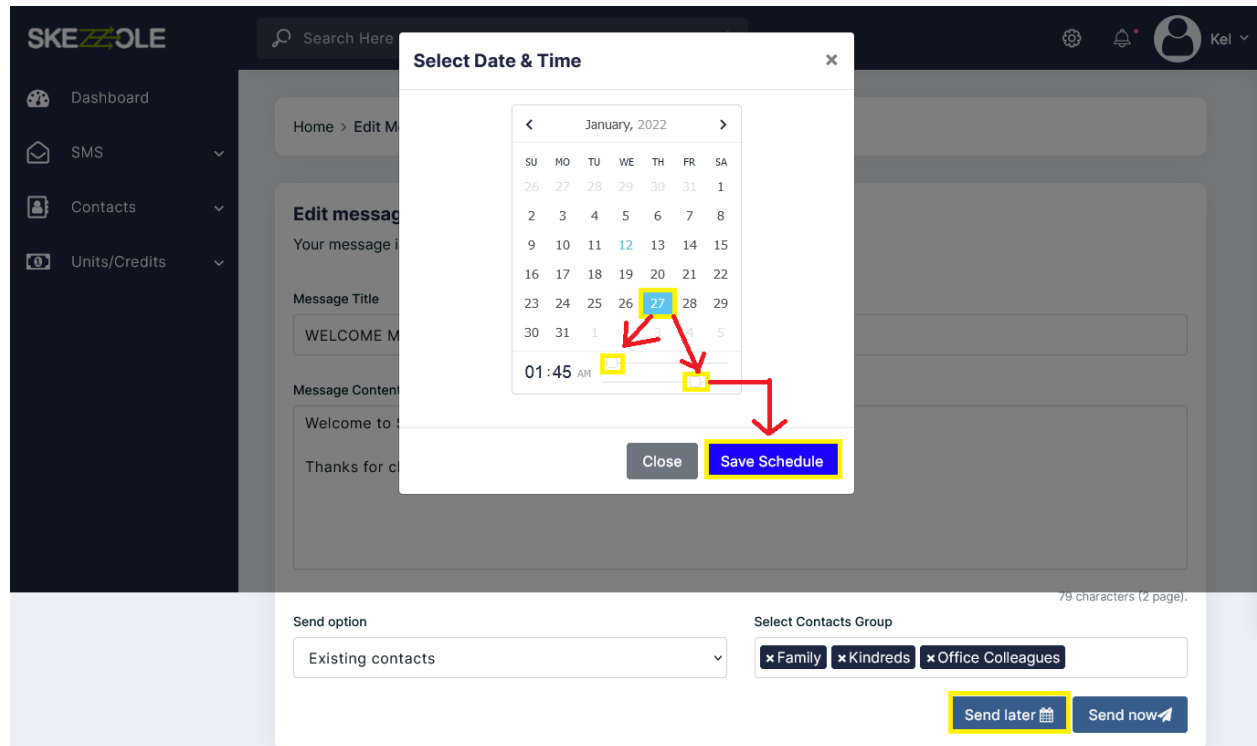 SKEZZOLE
Search Here
Kel
Select Date & Time
×
Dashboard
SMS
Contacts
Units/Credits
Home > Edit M
January, 2022
SU MO TU WE TH FR SA
26 27 28 29 30 31 1
2 3 4 5 6 7 8
9 10 11 12 13 14 15
16 17 18 19 20 21 22
23 24 25 26 27 28 29
30 31 1 3 4 5
01:45 AM
Close
Save Schedule
Edit messag
Your message i
Message Title
WELCOME M
Message Content
Welcome to S
Thanks for cl
79 characters (2 page).
Send option
Existing contacts
Select Contacts Group
×Family ×Kindreds ×Office Colleagues
Send later
Send now